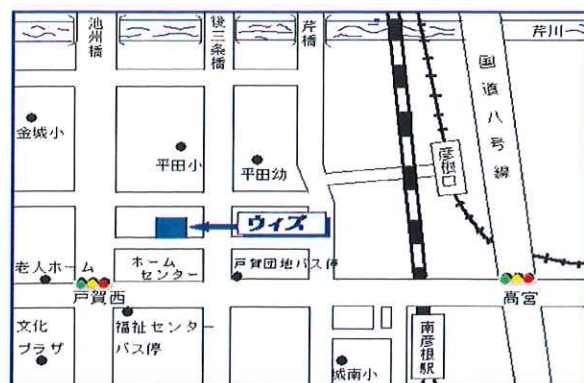 池州橋
後三条橋
芹橋
芹川
国道八号線
金城小
平田小
平田幼
彦根口
ウィズ
老人ホーム
ホーム
センター
戸賀団地バス停
戸賀西
高宮
文化
プラザ
福祉センター
バス停
城南小
南彦根駅